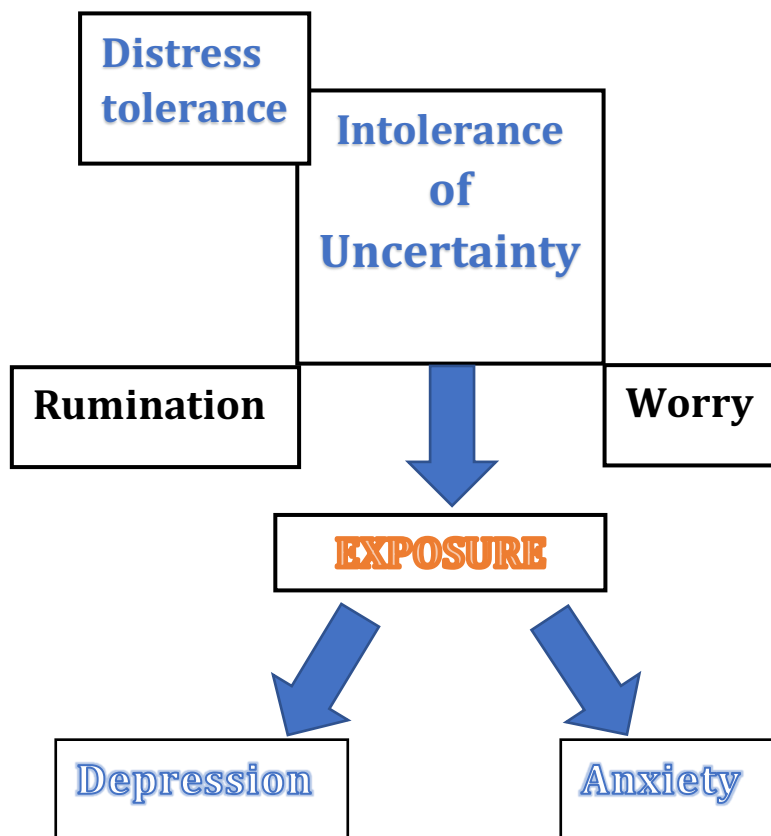 Distress
tolerance
Intolerance
of
Uncertainty
Rumination
Worry
EXPOSURE
Depression
Anxiety